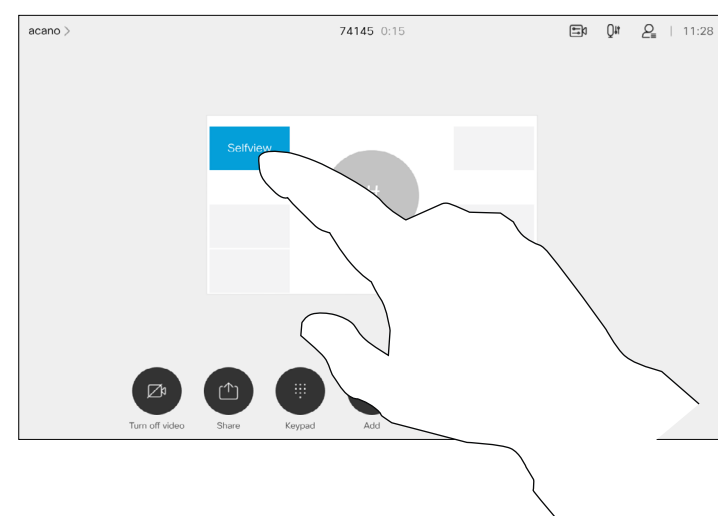 acano >
74145 0:15
11:28
Selfview
Turn off video
Share
Keypad
Add